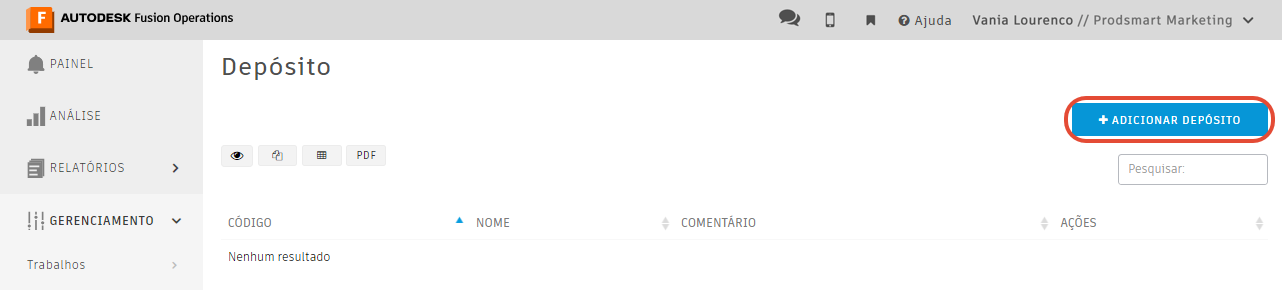 F AUTODESK Fusion Operations
Ajuda
Vania Lourenco // Prodsmart Marketing
PAINEL
ANÁLISE
RELATÓRIOS
GERENCIAMENTO
Trabalhos
Depósito
+ ADICIONAR DEPÓSITO
PDF
Pesquisar:
CÓDIGO NOME COMENTÁRIO AÇÕES
Nenhum resultado